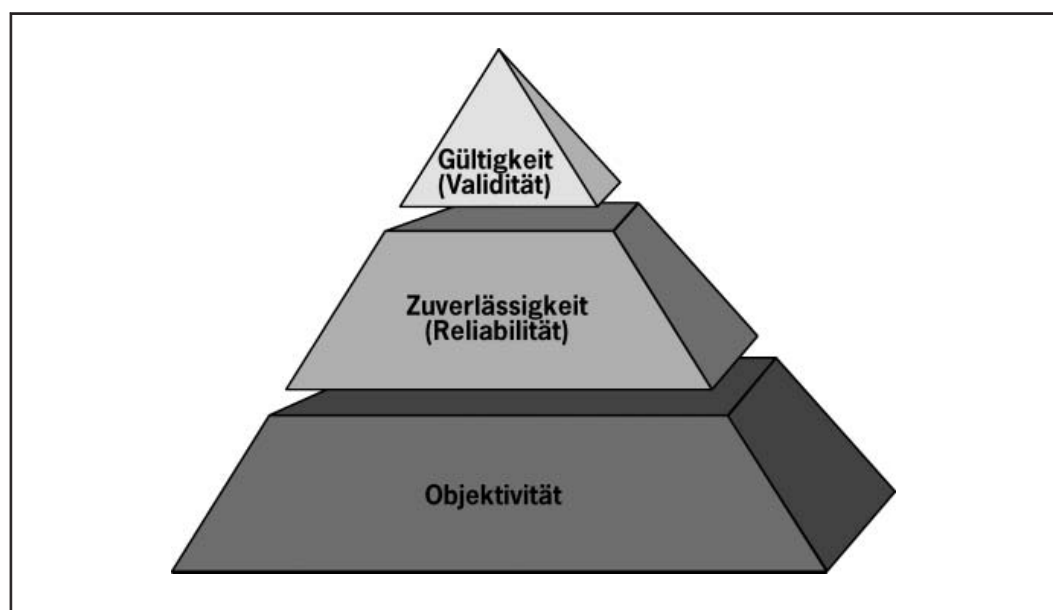 Gültigkeit
(Validität)
Zuverlässigkeit
(Reliabilität)
Objektivität